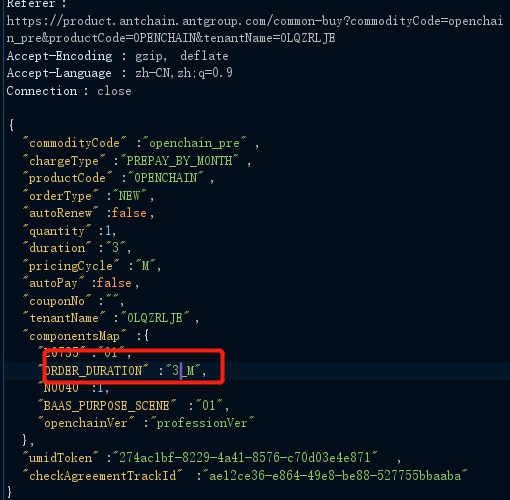 Referer :
https://product.antchain.antgroup.com/common-buy?commodityCode=openchai
n_pre&productCode=OPENCHAIN&tenantName=OLQZRLJE
Accept-Encoding : gzip, deflate
Accept-Language : zh-CN,zh;q=0.9
Connection : close
{
"commodityCode" :"openchain_pre" ,
"chargeType" :"PREPAY_BY_MONTH" ,
"productCode" :"OPENCHAIN" ,
"orderType" :"NEW",
"autoRenew" :false,
"quantity" :1,
"duration" :"3",
"pricingCycle" :"M",
"autoPay" :false,
"couponNo" :"",
"tenantName" :"OLQZRLJE" ,
"componentsMap" :{
:"01",
"ORDER_DURATION" :"3_M",
"N0040" :1,
"BAAS_PURPOSE_SCENE" :"01",
"openchainVer" :"professionVer"
},
"umidToken" :"274ac1bf-8229-4a41-8576-c70d03e4e871" ,
"checkAgreementTrackId" :"ae12ce36-e864-49e8-be88-527755bbaaba"
}